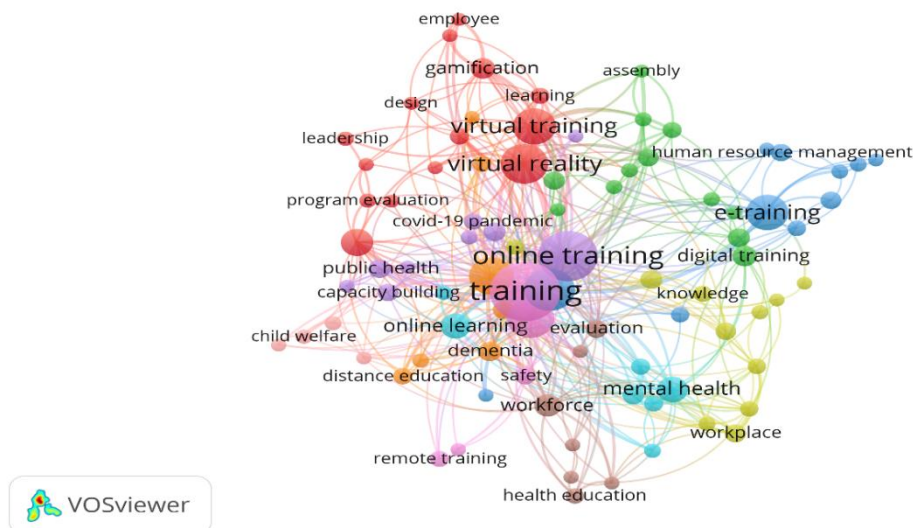 employee
gamification
assembly
design
learning
virtual training
leadership
human resource management
virtual reality
program evaluation
e-training
covid-19 pandemic
online training
digital training
public health
training
capacity building
knowledge
online learning
evaluation
child welfare
dementia
distance education
safety
mental health
workforce
workplace
remote training
health education
VOSviewer